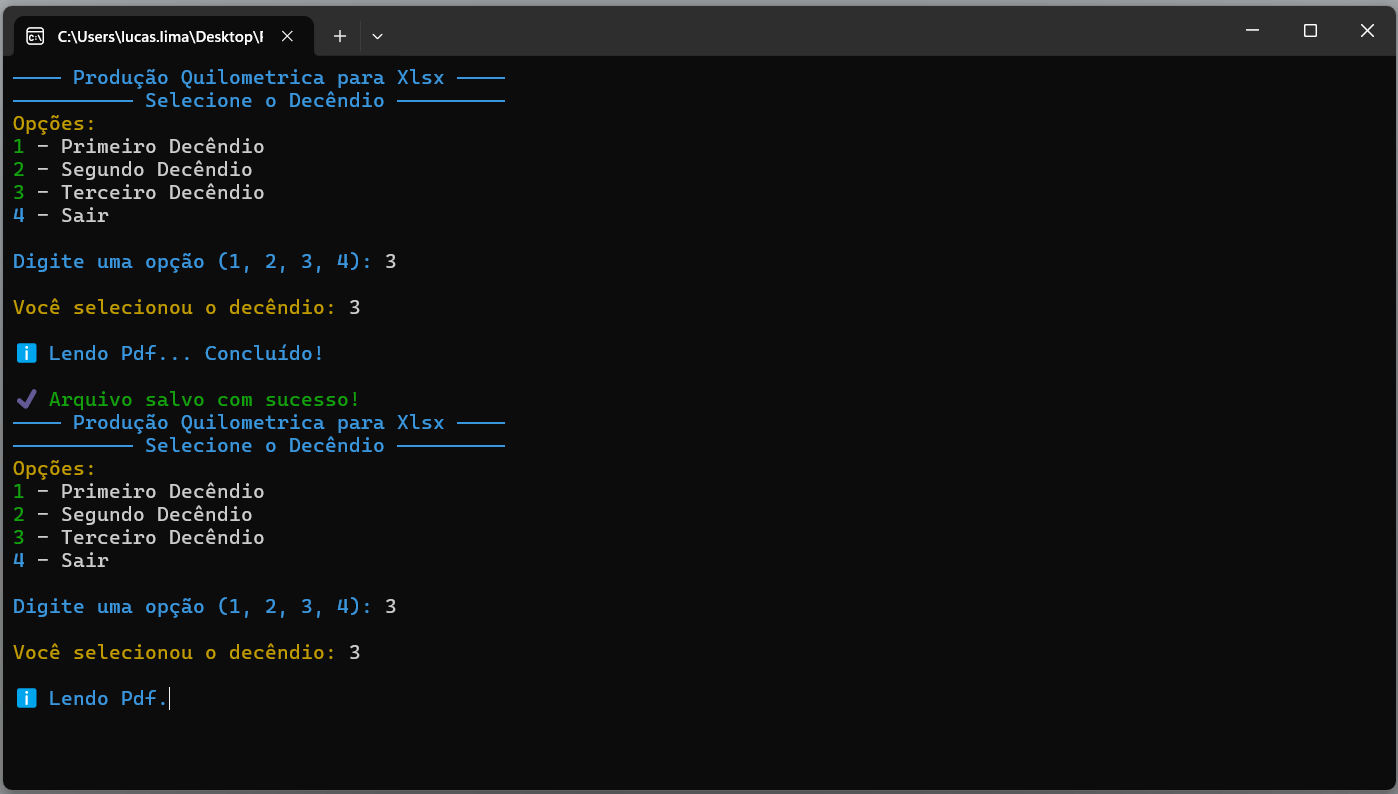 C:\Users\lucas.lima\Desktop\
Produção Quilometrica para Xlsx
Selecione o Decêndio
Opções:
1 - Primeiro Decêndio
2 - Segundo Decêndio
3 - Terceiro Decêndio
4 - Sair
Digite uma opção (1, 2, 3, 4): 3
Você selecionou o decêndio: 3
i Lendo Pdf... Concluído!
✔ Arquivo salvo com sucesso!
Produção Quilometrica para Xlsx
Selecione o Decêndio
Opções:
1 - Primeiro Decêndio
2 - Segundo Decêndio
3 - Terceiro Decêndio
4 - Sair
Digite uma opção (1, 2, 3, 4): 3
Você selecionou o decêndio: 3
i Lendo Pdf.